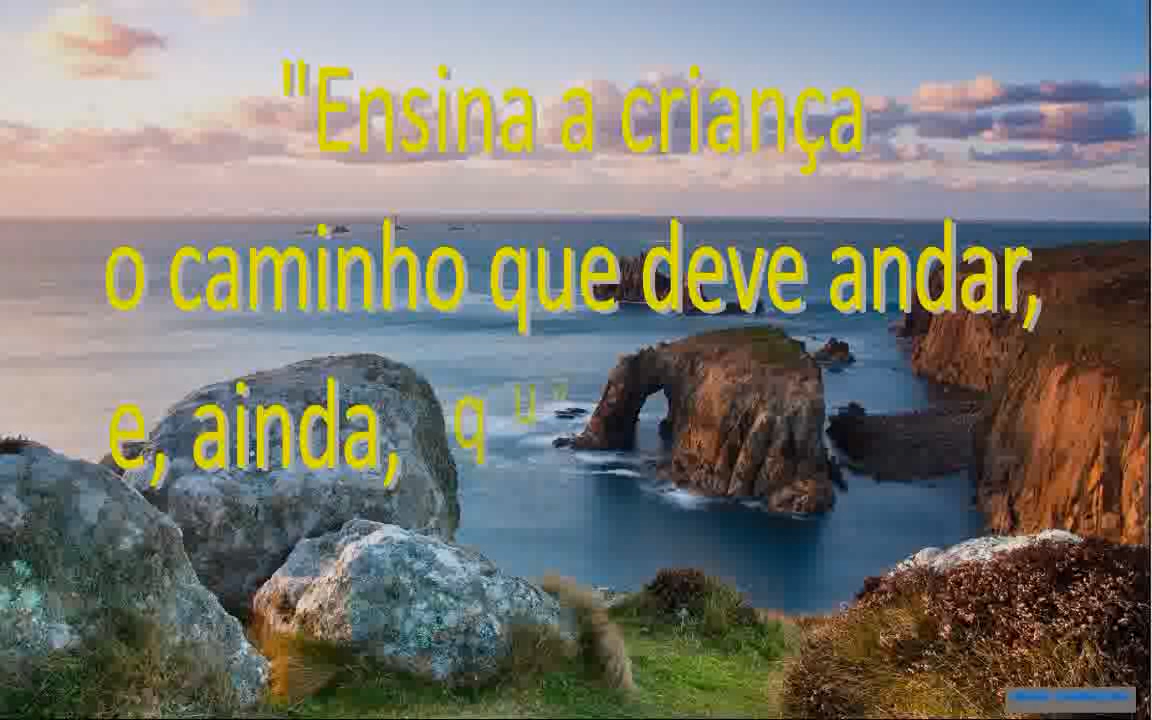 "Ensina a criança
o caminho que deve andar,
e, ainda, q u